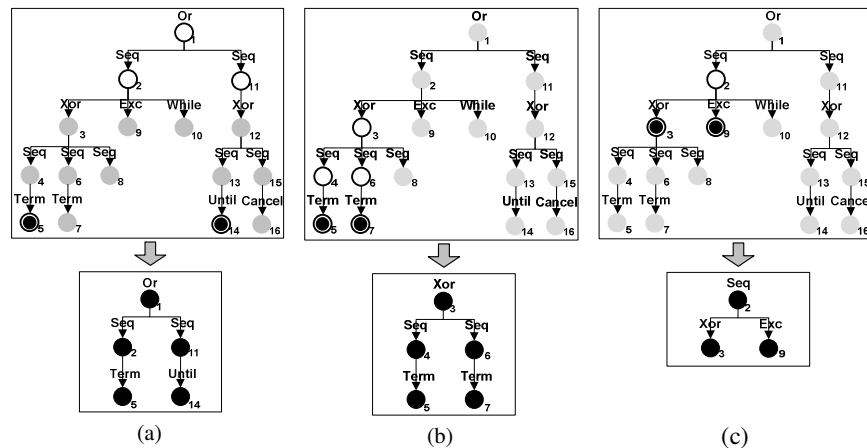 Or
1
Seq Seq
2 11
Xor Exc While Xor
3 9 10 12
Seq Seq Seq Seq Seq
4 6 8 13 15
Term Term Until Cancel
5 7 14 16
Or
1
Seq Seq
2 11
Term Until
5 14
(a)
Or
1
Seq Seq
2 11
Xor Exc While Xor
3 9 10 12
Seq Seq Seq Seq Seq
4 6 8 13 15
Term Term Until Cancel
5 7 14 16
Xor
3
Seq Seq
4 6
Term Term
5 7
(b)
Or
1
Seq Seq
2 11
Xor Exc While Xor
3 9 10 12
Seq Seq Seq Seq Seq
4 6 8 13 15
Term Term Until Cancel
5 7 14 16
Seq
2
Xor Exc
3 9
(c)